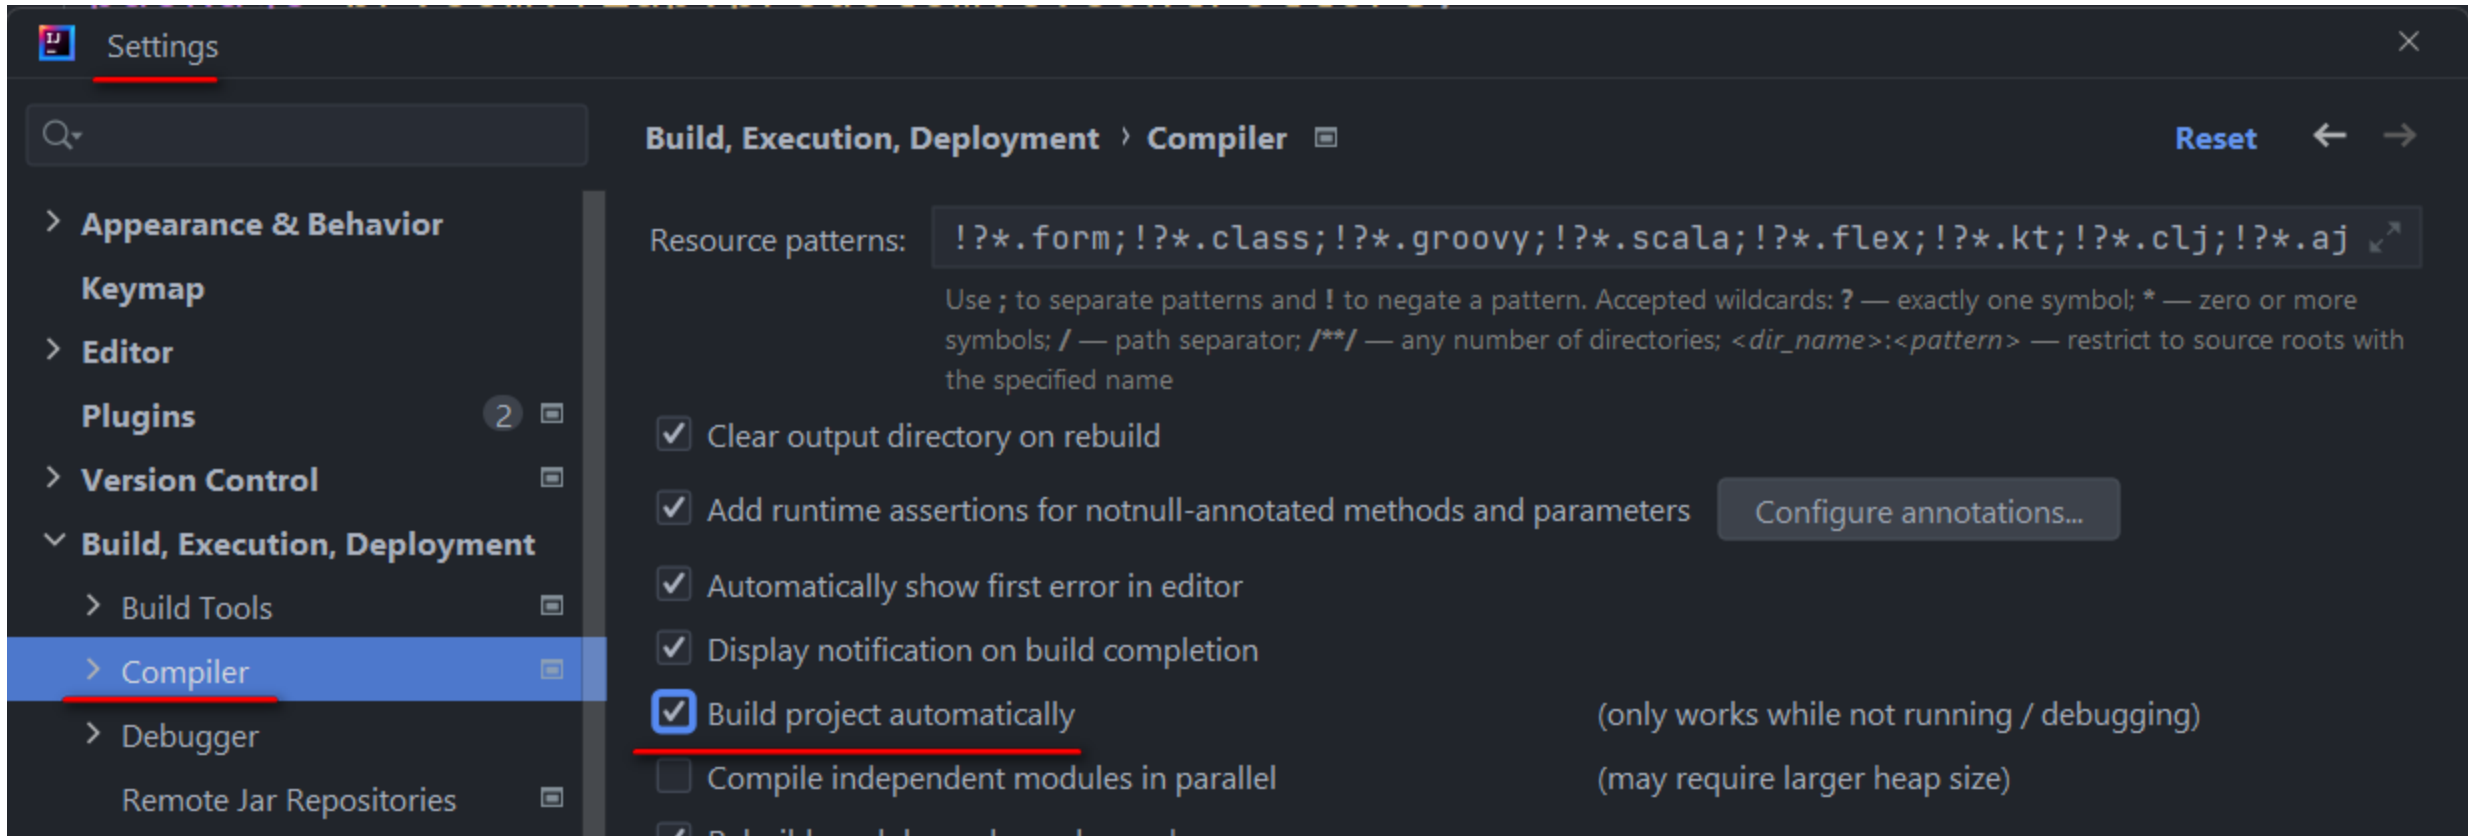 Settings
Build, Execution, Deployment › Compiler
Reset
Appearance & Behavior
Keymap
Editor
Plugins 2
Version Control
Build, Execution, Deployment
Build Tools
Compiler
Debugger
Remote Jar Repositories
Resource patterns: !?*.form;!?*.class;!?*.groovy;!?*.scala;!?*.flex;!?*.kt;!?*.clj;!?*.aj
Use ; to separate patterns and ! to negate a pattern. Accepted wildcards: ? — exactly one symbol; * — zero or more
symbols; / — path separator; /**/ — any number of directories; <dir_name>:<pattern> — restrict to source roots with
the specified name
Clear output directory on rebuild
Add runtime assertions for notnull-annotated methods and parameters Configure annotations...
Automatically show first error in editor
Display notification on build completion
Build project automatically (only works while not running / debugging)
Compile independent modules in parallel (may require larger heap size)